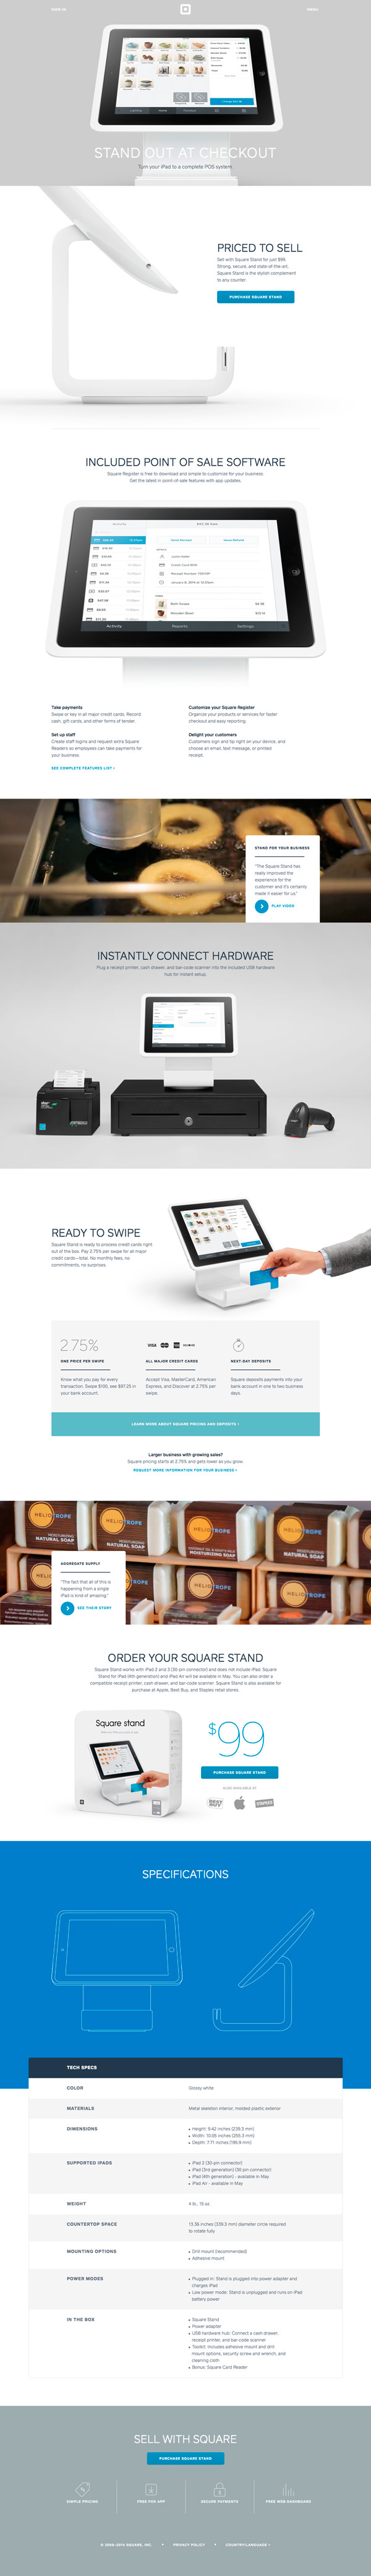 SIGN IN
MENU
STAND OUT AT CHECKOUT
Turn your iPad to a complete POS system.
PRICED TO SELL
Sell with Square Stand for just $99.
Strong, secure, and state-of-the-art,
Square Stand is the stylish complement
to any counter.
PURCHASE SQUARE STAND
INCLUDED POINT OF SALE SOFTWARE
Square Register is free to download and simple to customize for your business.
Get the latest in point-of-sale features with app updates.
Activity
Reports
Settings
Take payments
Swipe or key in all major credit cards. Record
cash, gift cards, and other forms of tender.
Customize your Square Register
Organize your products or services for faster
checkout and easy reporting.
Set up staff
Create staff logins and request extra Square
Readers so employees can take payments for
your business.
Delight your customers
Customers sign and tip right on your device, and
choose an email, text message, or printed
receipt.
SEE COMPLETE FEATURES LIST ›
STAND FOR YOUR BUSINESS
"The Square Stand has
really improved the
experience for the
customer and it's certainly
made it easier for us."
PLAY VIDEO
INSTANTLY CONNECT HARDWARE
Plug a receipt printer, cash drawer, and bar-code scanner into the included USB hardware
hub for instant setup.
READY TO SWIPE
Square Stand is ready to process credit cards right
out of the box. Pay 2.75% per swipe for all major
credit cards—total. No monthly fees, no
commitments, no surprises.
2.75%
VISA
ONE PRICE PER SWIPE
ALL MAJOR CREDIT CARDS
NEXT-DAY DEPOSITS
Know what you pay for every
transaction. Swipe $100, see $97.25 in
your bank account.
Accept Visa, MasterCard, American
Express, and Discover at 2.75% per
swipe.
Square deposits payments into your
bank account in one to two business
days.
LEARN MORE ABOUT SQUARE PRICING AND DEPOSITS ›
Larger business with growing sales?
Square pricing starts at 2.75% and gets lower as you grow.
REQUEST MORE INFORMATION FOR YOUR BUSINESS ›
HELIOTROPE
NATURAL SOAP
AGGREGATE SUPPLY
"The fact that all of this is
happening from a single
iPad is kind of amazing."
SEE THEIR STORY
ORDER YOUR SQUARE STAND
Square Stand works with iPad 2 and 3 (30-pin connector) and does not include iPad. Square
Stand for iPad (4th generation) and iPad Air will be available in May. You can also order a
compatible receipt printer, cash drawer, and bar-code scanner. Square Stand is also available for
purchase at Apple, Best Buy, and Staples retail stores.
Square stand
$99
PURCHASE SQUARE STAND
ALSO AVAILABLE AT
BEST BUY
STAPLES
SPECIFICATIONS
TECH SPECS
COLOR
Glossy white
MATERIALS
Metal skeleton interior, molded plastic exterior
DIMENSIONS
• Height: 9.42 inches (239.3 mm)
• Width: 10.05 inches (255.3 mm)
• Depth: 7.71 inches (195.9 mm)
SUPPORTED IPADS
• iPad 2 (30-pin connector)
• iPad (3rd generation) (30-pin connector)
• iPad (4th generation) - available in May
• iPad Air - available in May
WEIGHT
4 lb., 15 oz.
COUNTERTOP SPACE
13.36 inches (339.3 mm) diameter circle required
to rotate fully
MOUNTING OPTIONS
• Drill mount (recommended)
• Adhesive mount
POWER MODES
• Plugged in: Stand is plugged into power adapter and
charges iPad
• Low power mode: Stand is unplugged and runs on iPad
battery power
IN THE BOX
• Square Stand
• Power adapter
• USB hardware hub: Connect a cash drawer,
receipt printer, and bar-code scanner
• Toolkit: includes adhesive mount and drill
mount options, security screw and wrench, and
cleaning cloth
• Bonus: Square Card Reader
SELL WITH SQUARE
PURCHASE SQUARE STAND
SIMPLE PRICING
FREE POS APP
SECURE PAYMENTS
FREE WEB DASHBOARD
© 2009-2014 SQUARE, INC.
PRIVACY POLICY
COUNTRY/LANGUAGE ›